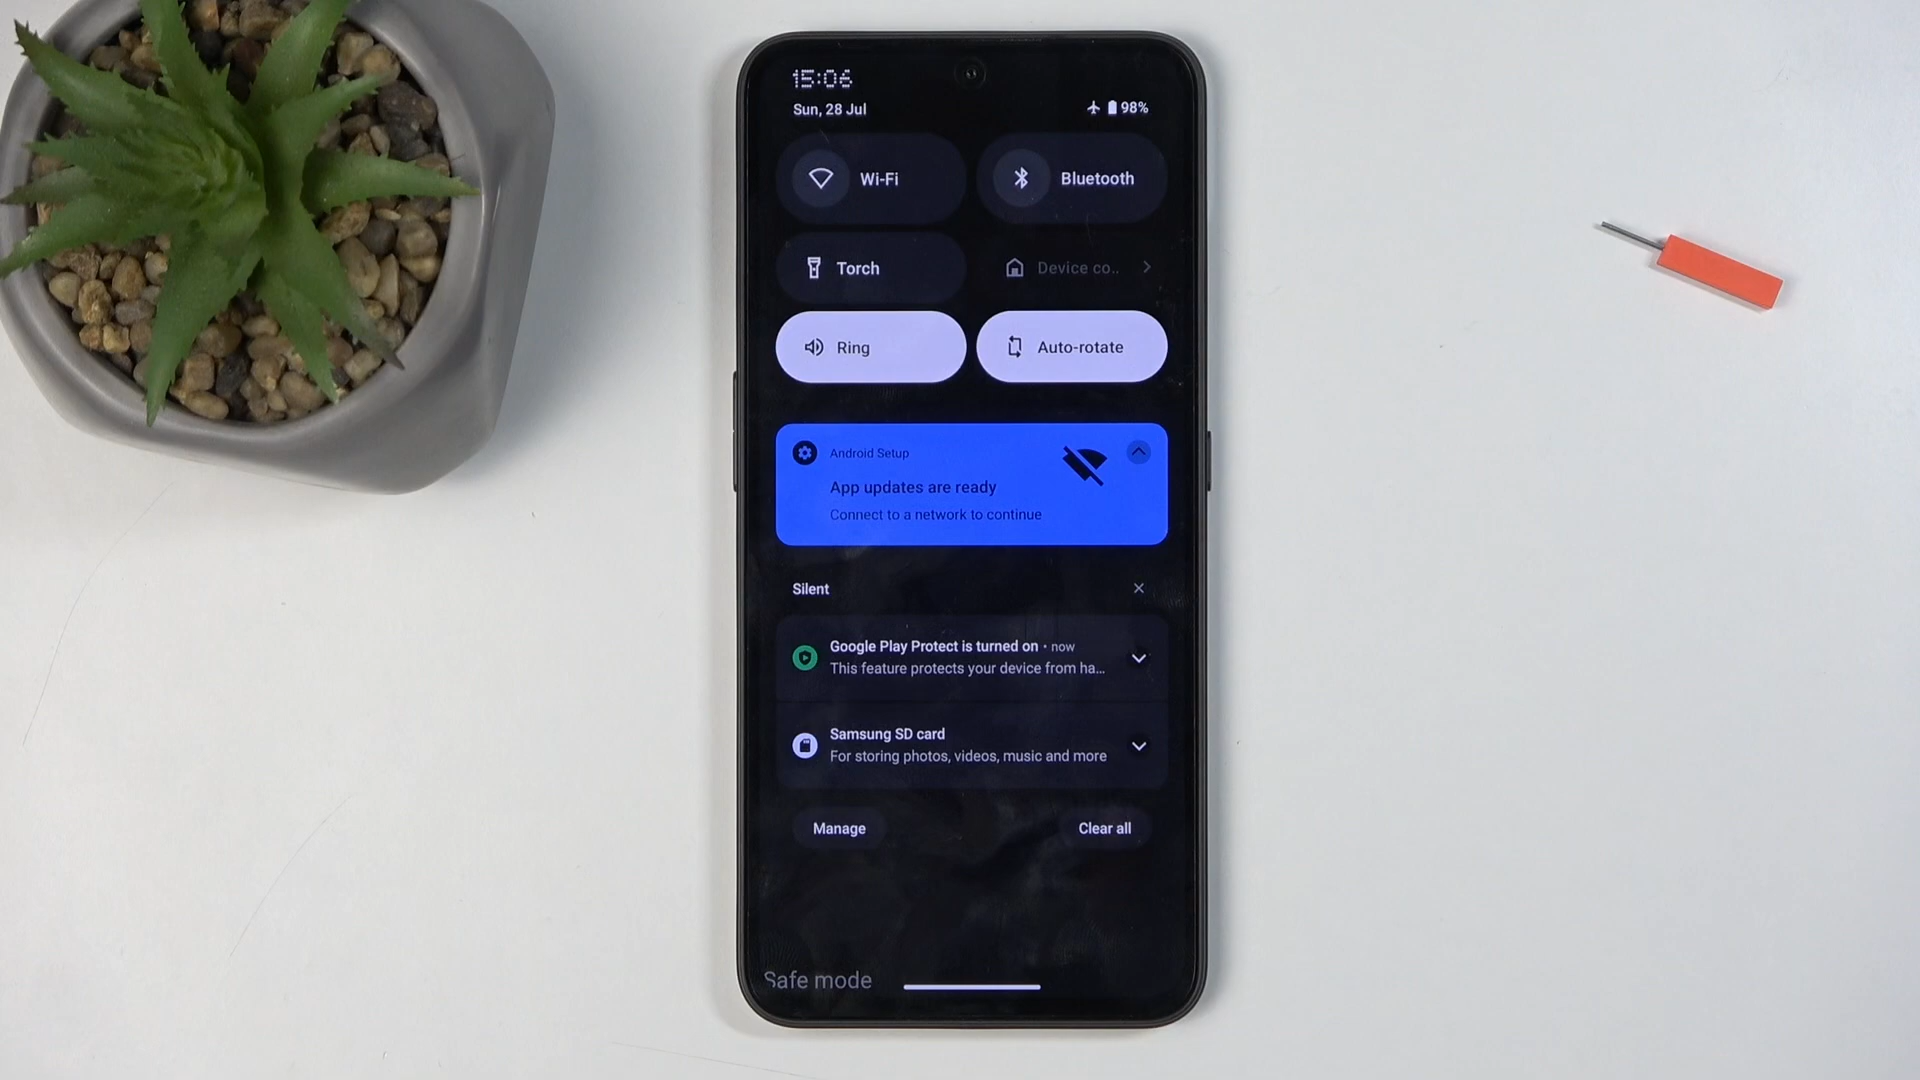 15:06
Sun, 28 Jul
98%
Wi-Fi
Bluetooth
Torch
Device co..
Ring
Auto-rotate
Android Setup
App updates are ready
Connect to a network to continue
Silent
Google Play Protect is turned on • now
This feature protects your device from ha...
Samsung SD card
For storing photos, videos, music and more
Manage
Clear all
Safe mode